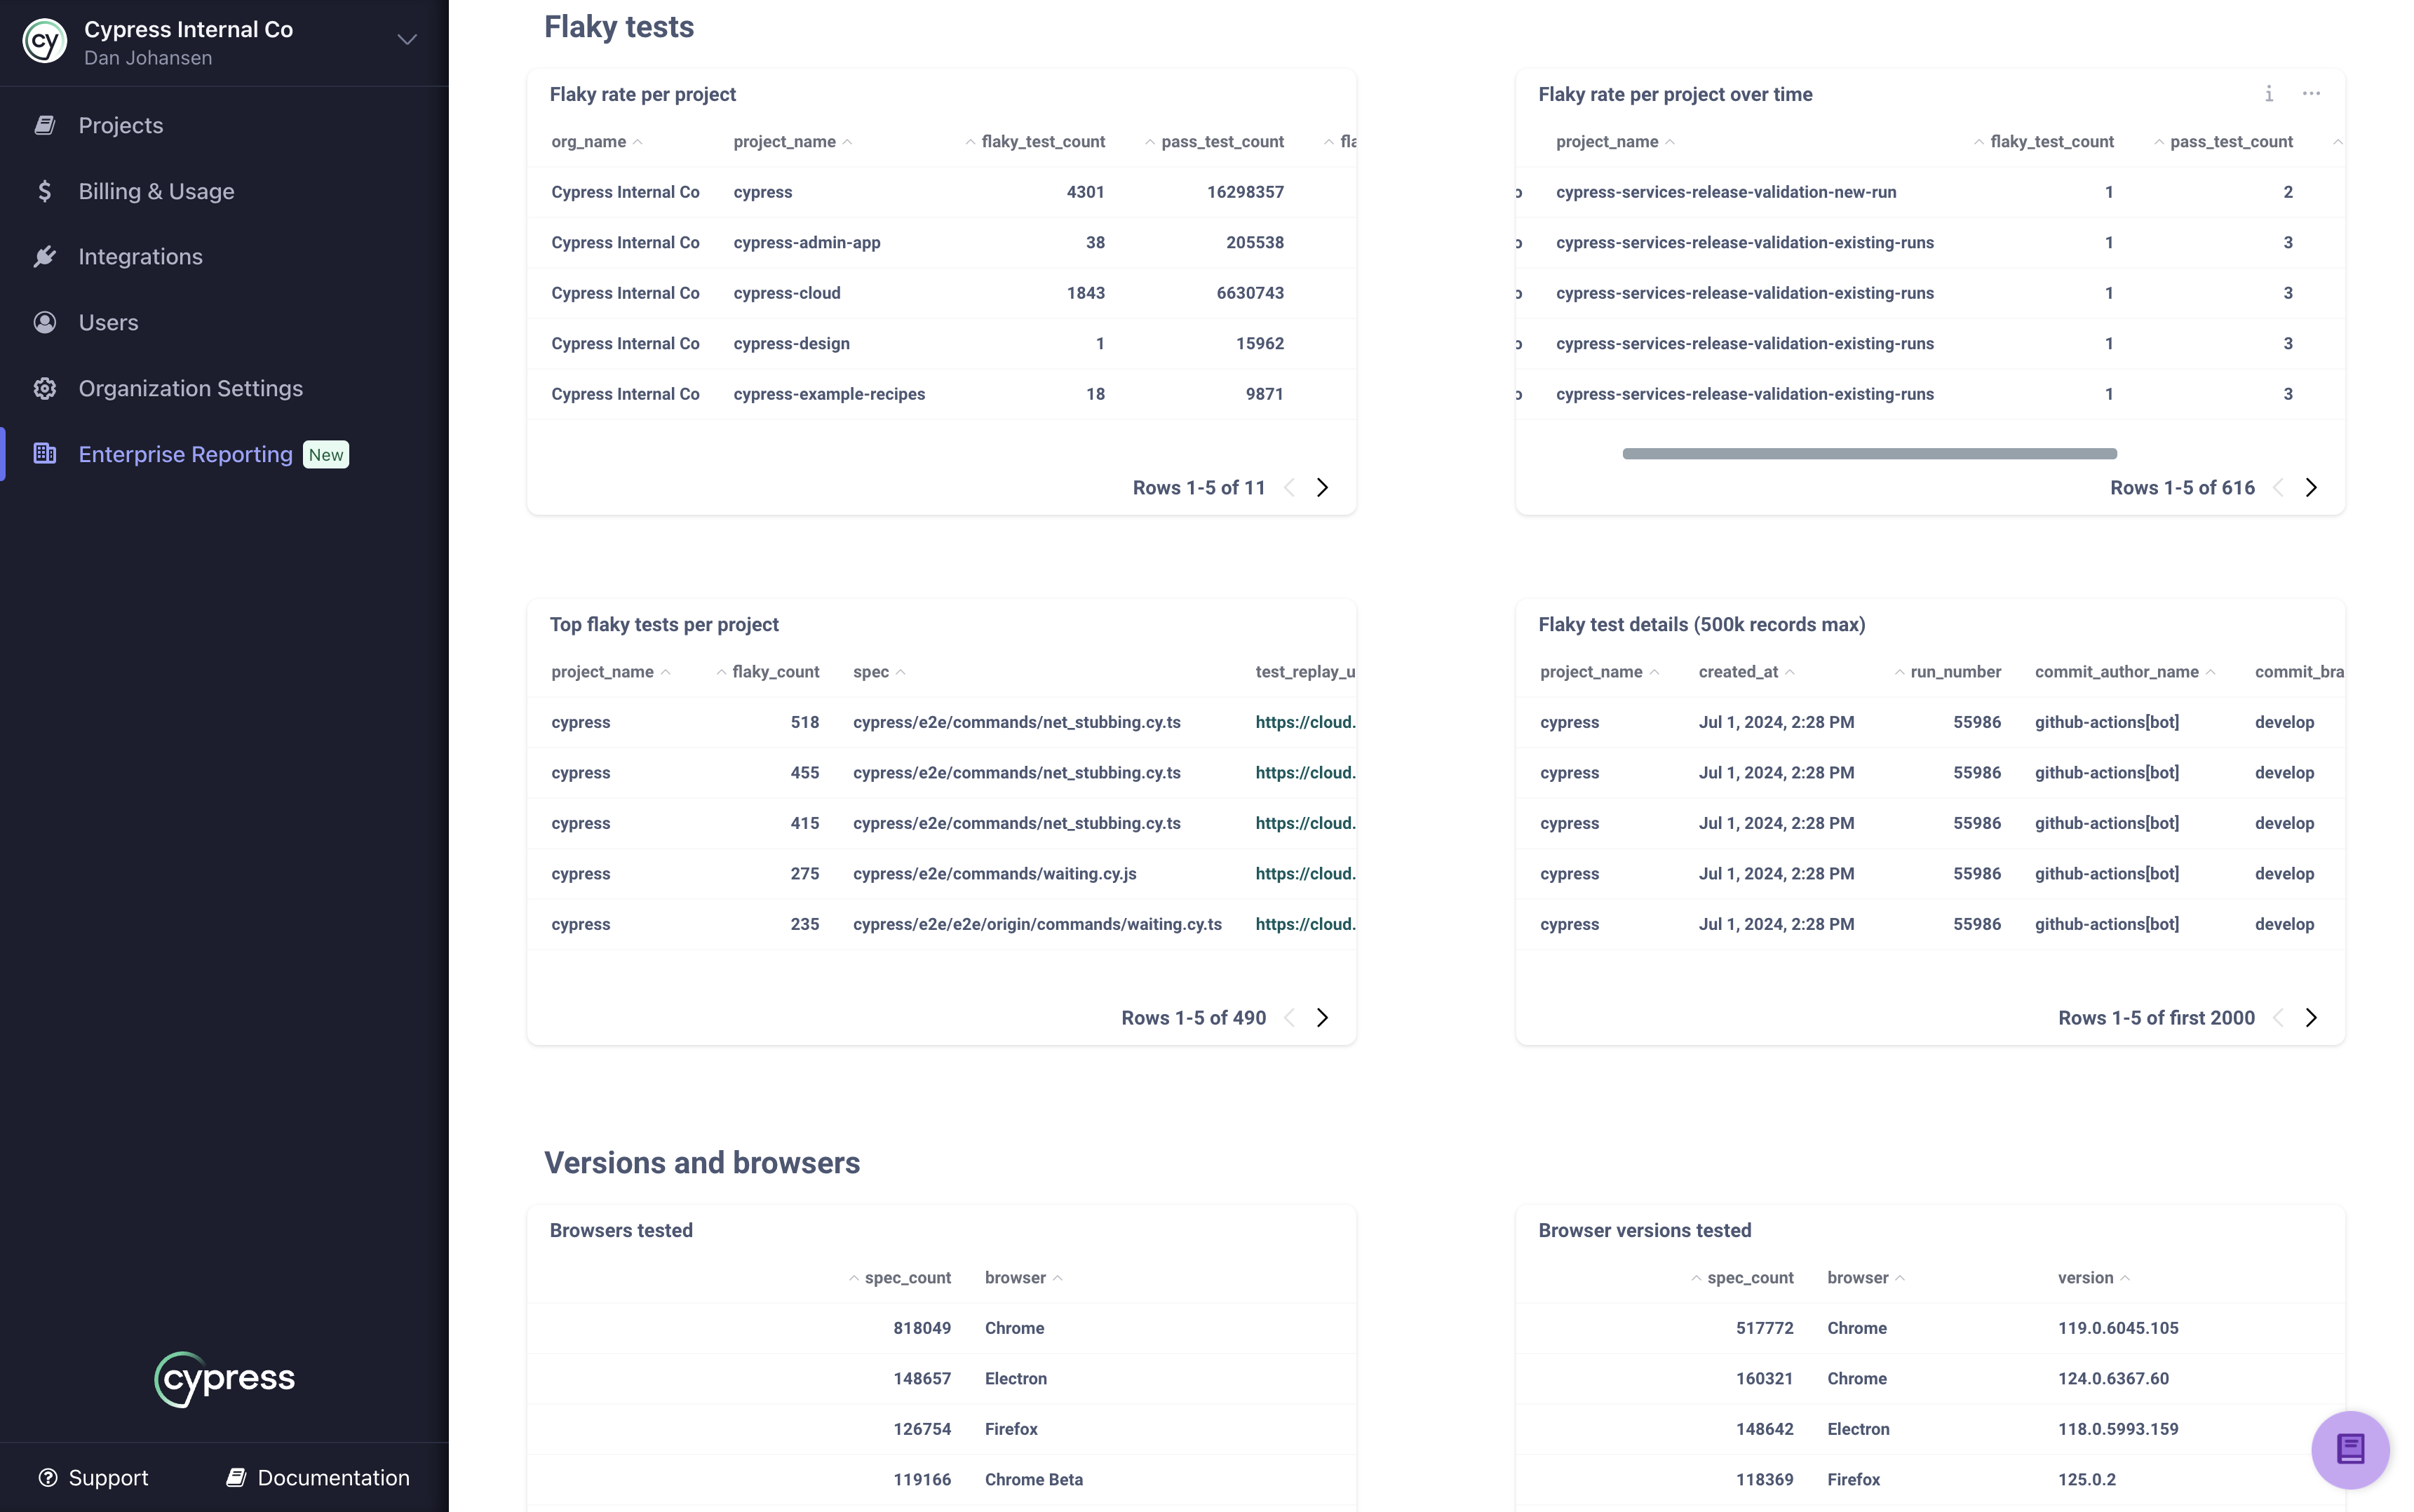 cy
Cypress Internal Co
Dan Johansen
Projects
Billing & Usage
Integrations
Users
Organization Settings
Enterprise Reporting New
cypress
Support
Documentation
Flaky tests
Flaky rate per project
org_name project_name flaky_test_count pass_test_count fla
Cypress Internal Co cypress 4301 16298357
Cypress Internal Co cypress-admin-app 38 205538
Cypress Internal Co cypress-cloud 1843 6630743
Cypress Internal Co cypress-design 1 15962
Cypress Internal Co cypress-example-recipes 18 9871
Rows 1-5 of 11
Flaky rate per project over time
project_name flaky_test_count pass_test_count
o cypress-services-release-validation-new-run 1 2
o cypress-services-release-validation-existing-runs 1 3
o cypress-services-release-validation-existing-runs 1 3
o cypress-services-release-validation-existing-runs 1 3
o cypress-services-release-validation-existing-runs 1 3
Rows 1-5 of 616
Top flaky tests per project
project_name flaky_count spec test_replay_u
cypress 518 cypress/e2e/commands/net_stubbing.cy.ts https://cloud.
cypress 455 cypress/e2e/commands/net_stubbing.cy.ts https://cloud.
cypress 415 cypress/e2e/commands/net_stubbing.cy.ts https://cloud.
cypress 275 cypress/e2e/commands/waiting.cy.js https://cloud.
cypress 235 cypress/e2e/e2e/origin/commands/waiting.cy.ts https://cloud.
Rows 1-5 of 490
Flaky test details (500k records max)
project_name created_at run_number commit_author_name commit_bra
cypress Jul 1, 2024, 2:28 PM 55986 github-actions[bot] develop
cypress Jul 1, 2024, 2:28 PM 55986 github-actions[bot] develop
cypress Jul 1, 2024, 2:28 PM 55986 github-actions[bot] develop
cypress Jul 1, 2024, 2:28 PM 55986 github-actions[bot] develop
cypress Jul 1, 2024, 2:28 PM 55986 github-actions[bot] develop
Rows 1-5 of first 2000
Versions and browsers
Browsers tested
spec_count browser
818049 Chrome
148657 Electron
126754 Firefox
119166 Chrome Beta
Browser versions tested
spec_count browser version
517772 Chrome 119.0.6045.105
160321 Chrome 124.0.6367.60
148642 Electron 118.0.5993.159
118369 Firefox 125.0.2